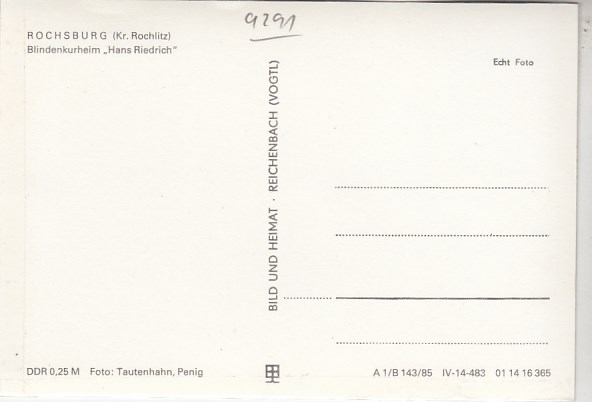 9291
ROCHSBURG (Kr. Rochlitz)
Blindenkurheim „Hans Riedrich"
Echt Foto
BILD UND HEIMAT · REICHENBACH (VOGTL)
DDR 0,25 M Foto: Tautenhahn, Penig
A 1/B 143/85 IV-14-483 01 14 16 365